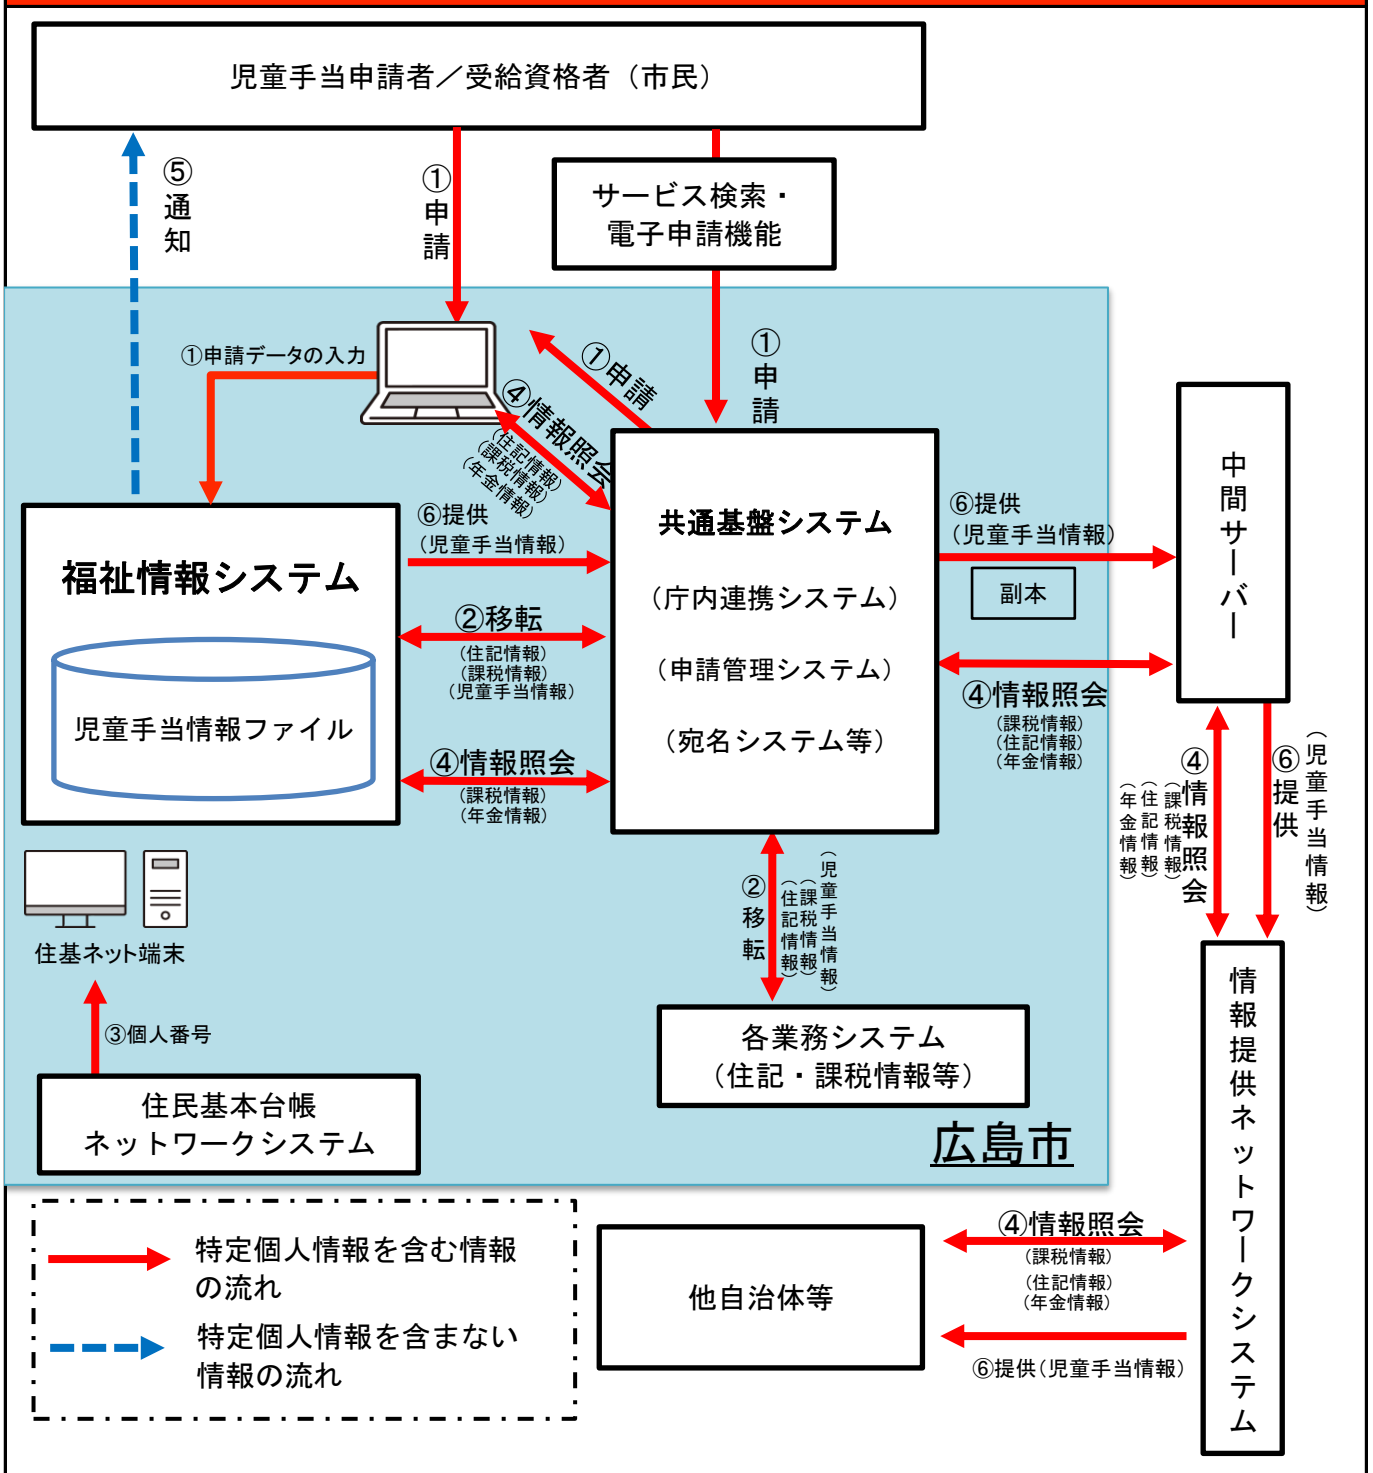 児童手当申請者／受給資格者（市民）
⑤通知
①申請
サービス検索・
電子申請機能
①申請
①申請データの入力
①申請
④情報照会
（住記情報）
（課税情報）
（年金情報）
福祉情報システム
児童手当情報ファイル
⑥提供
（児童手当情報）
②移転
（住記情報）
（課税情報）
（児童手当情報）
④情報照会
（課税情報）
（年金情報）
共通基盤システム
（庁内連携システム）
（申請管理システム）
（宛名システム等）
⑥提供
（児童手当情報）
副本
④情報照会
（課税情報）
（住記情報）
（年金情報）
中間サーバー
④情報照会
（課税情報）
（住記情報）
（年金情報）
⑥提供
（児童手当情報）
②移転
（住記情報）
（課税情報）
（児童手当情報）
住基ネット端末
③個人番号
住民基本台帳
ネットワークシステム
各業務システム
（住記・課税情報等）
広島市
情報提供ネットワークシステム
特定個人情報を含む情報
の流れ
特定個人情報を含まない
情報の流れ
他自治体等
④情報照会
（課税情報）
（住記情報）
（年金情報）
⑥提供（児童手当情報）